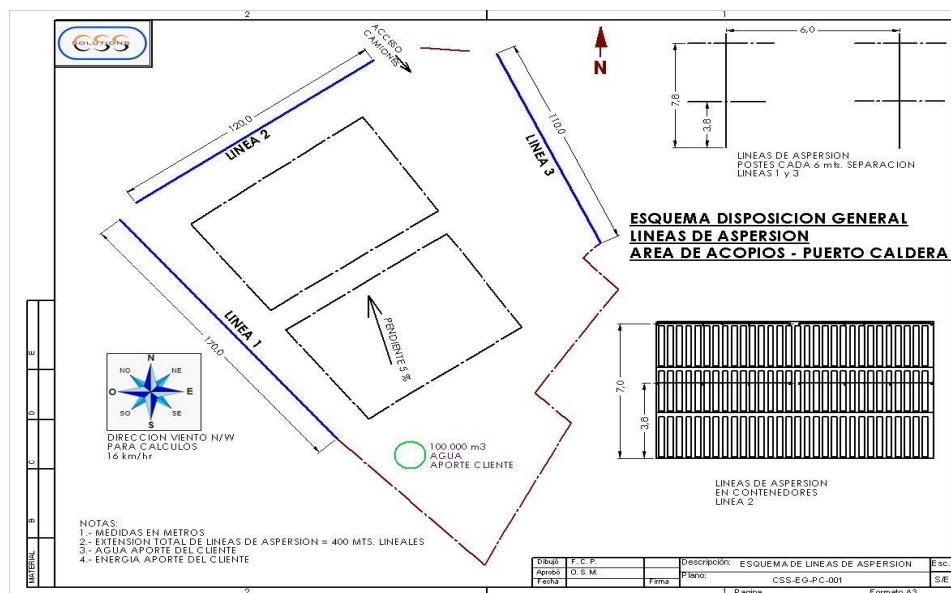 2
1
CSS
SOLUTIONS
ACCESO
CAMIONES
N
6,0
7,8
3,8
LINEAS DE ASPERSION
POSTES CADA 6 mts. SEPARACION
LINEAS 1 y 3
120,0
LINEA 2
110,0
LINEA 3
ESQUEMA DISPOSICION GENERAL
LINEAS DE ASPERSION
AREA DE ACOPIOS - PUERTO CALDERA
LINEA 1
170,0
PENDIENTE 5 %
N
NO
NE
O
E
SO
SE
S
DIRECCION VIENTO N/W
PARA CALCULOS
16 km/hr
100.000 m3
AGUA
APORTE CLIENTE
7,0
3,8
LINEAS DE ASPERSION
EN CONTENEDORES
LINEA 2
NOTAS:
1.- MEDIDAS EN METROS
2.- EXTENSION TOTAL DE LINEAS DE ASPERSION = 400 MTS. LINEALES
3.- AGUA APORTE DEL CLIENTE
4.- ENERGIA APORTE DEL CLIENTE
E
D
C
B
MATERIAL
Dibujó F. C. P.
Aprobó O. S. M.
Fecha
Firma
Descripción: ESQUEMA DE LINEAS DE ASPERSION
Esc.
Plano: CSS-EG-PC-001
S/E
2
1
Pagina
Formato A3